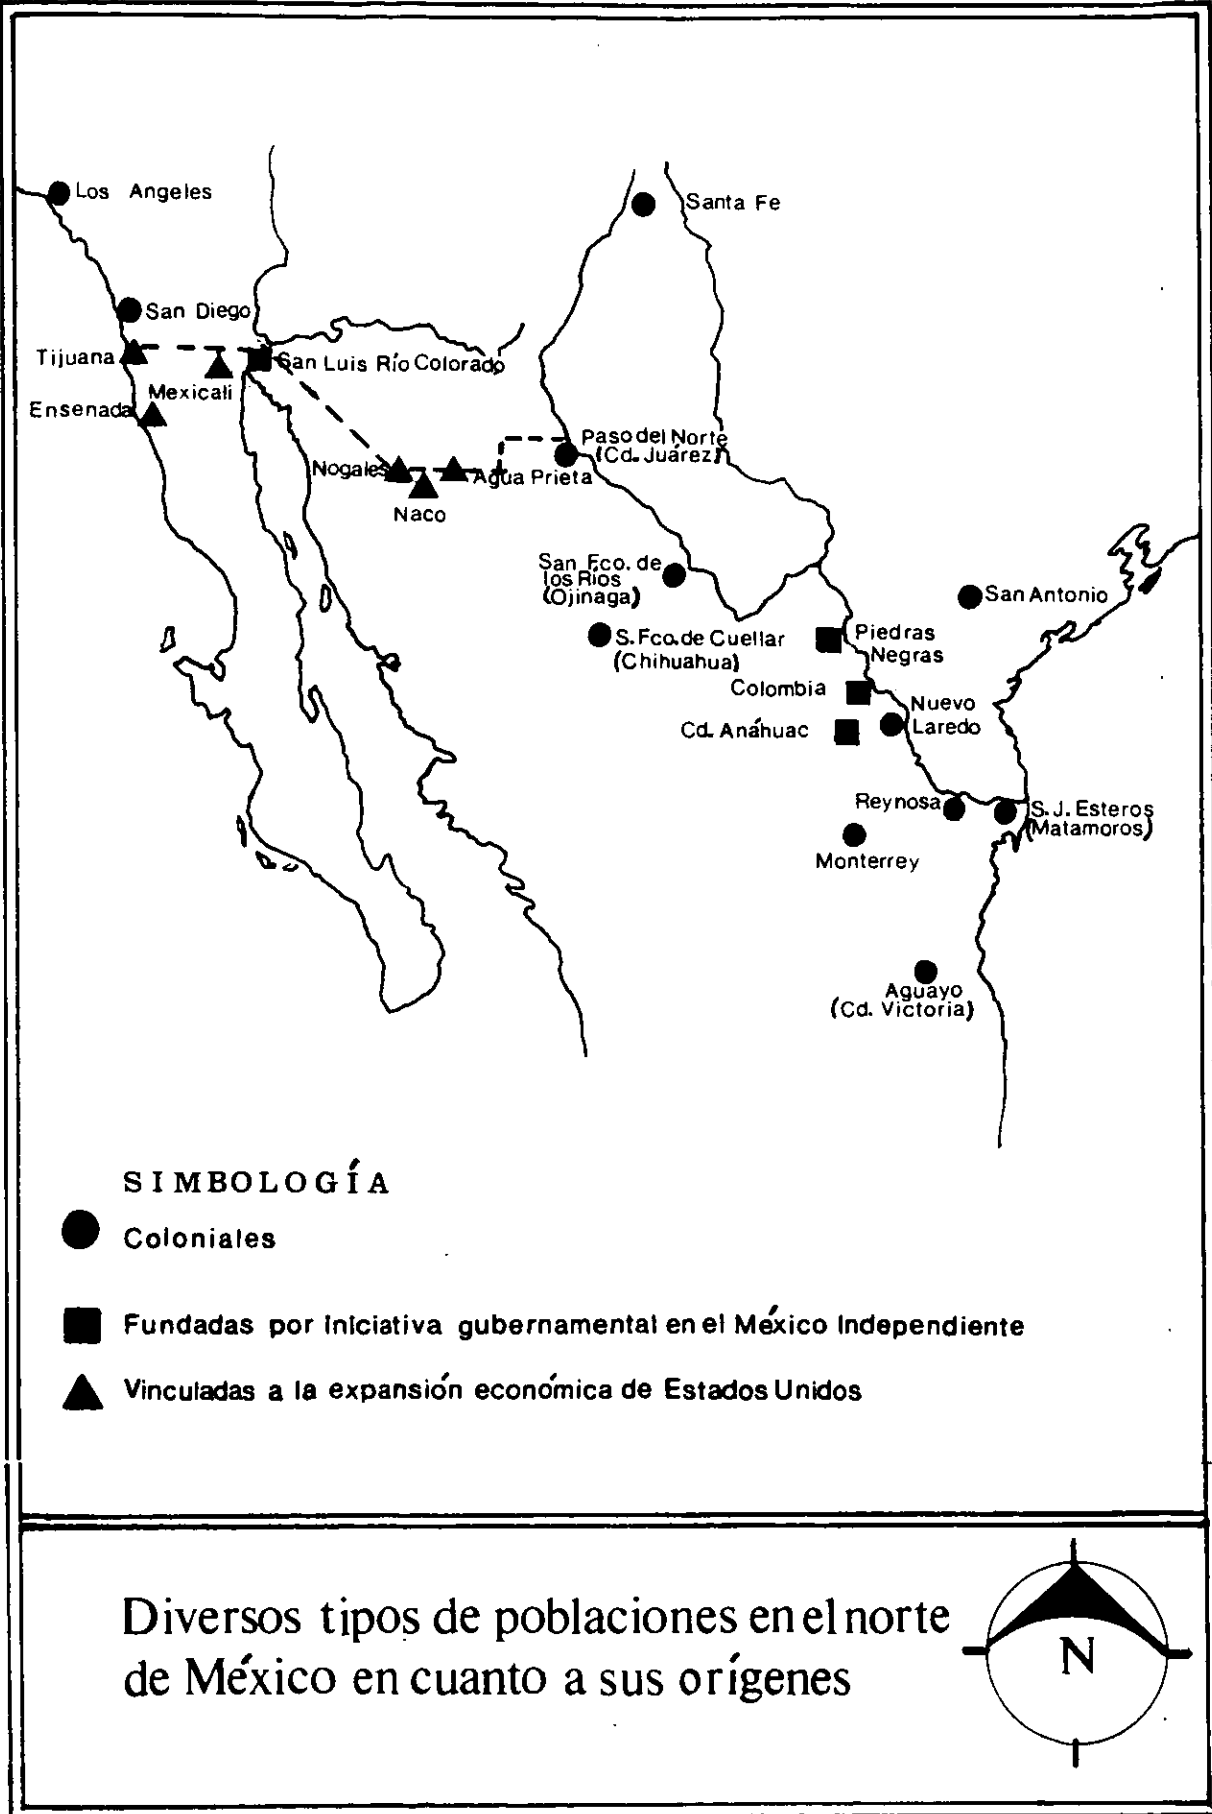 Los Angeles
Santa Fe
San Diego
Tijuana
San Luis Río Colorado
Mexicali
Ensenada
Paso del Norte
(Cd. Juárez)
Nogales
Agua Prieta
Naco
San Fco. de
los Ríos
(Ojinaga)
San Antonio
S. Fco. de Cuellar
(Chihuahua)
Piedras
Negras
Colombia
Nuevo
Laredo
Cd. Anáhuac
Reynosa
S. J. Esteros
(Matamoros)
Monterrey
Aguayo
(Cd. Victoria)
SIMBOLOGÍA
Coloniales
Fundadas por iniciativa gubernamental en el México Independiente
Vinculadas a la expansión económica de Estados Unidos
Diversos tipos de poblaciones en el norte
de México en cuanto a sus orígenes
N